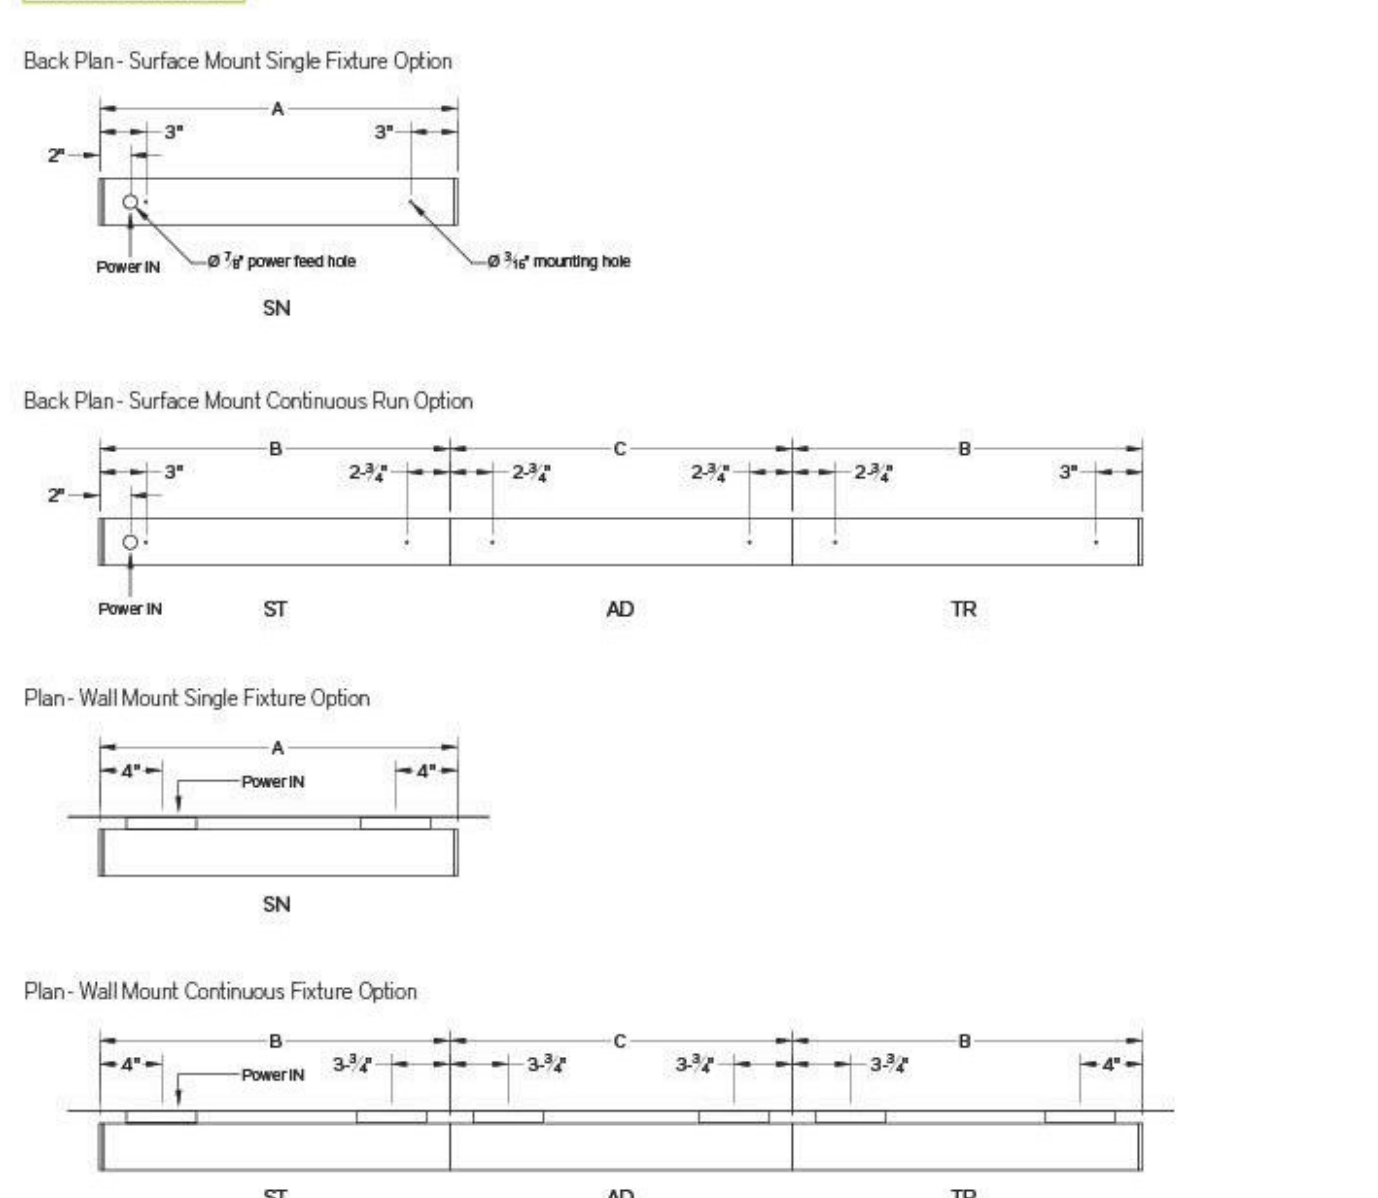 Back Plan - Surface Mount Single Fixture Option
A
3" 3"
2"
Power IN
Ø 7/8" power feed hole
Ø 3/16" mounting hole
SN
Back Plan - Surface Mount Continuous Run Option
B C B
3" 2-3/4" 2-3/4" 2-3/4" 2-3/4" 3"
2"
Power IN
ST AD TR
Plan - Wall Mount Single Fixture Option
A
4" 4"
Power IN
SN
Plan - Wall Mount Continuous Fixture Option
B C B
4" 3-3/4" 3-3/4" 3-3/4" 3-3/4" 4"
Power IN
ST AD TR